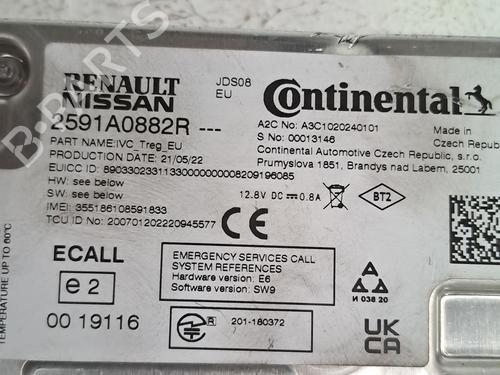 RENAULT
NISSAN
JDS08
EU
Continental
2591A0882R ---
PART NAME:IVC_Treg_EU
PRODUCTION DATE: 21/05/22
EUICC ID: 89033023311330000000008209196085
HW: see below
SW: see below
IMEI: 355186108591833
TCU ID NO: 200701202220945577
A2C No: A3C1020240101
S No: 00013146
Made in
Czech Republic
Continental Automotive Czech Republic, s.r.o.
Prumyslova 1851, Brandys nad Labem, 25001
12.8V DC 0.8A
BT2
CE
ECALL
e2
00 19116
EMERGENCY SERVICES CALL
SYSTEM REFERENCES
Hardware version: E6
Software version: SW9
R
201-180372
И 038 20
UK
CA
TEMPERATURE UP TO 60°C
B-PARTS